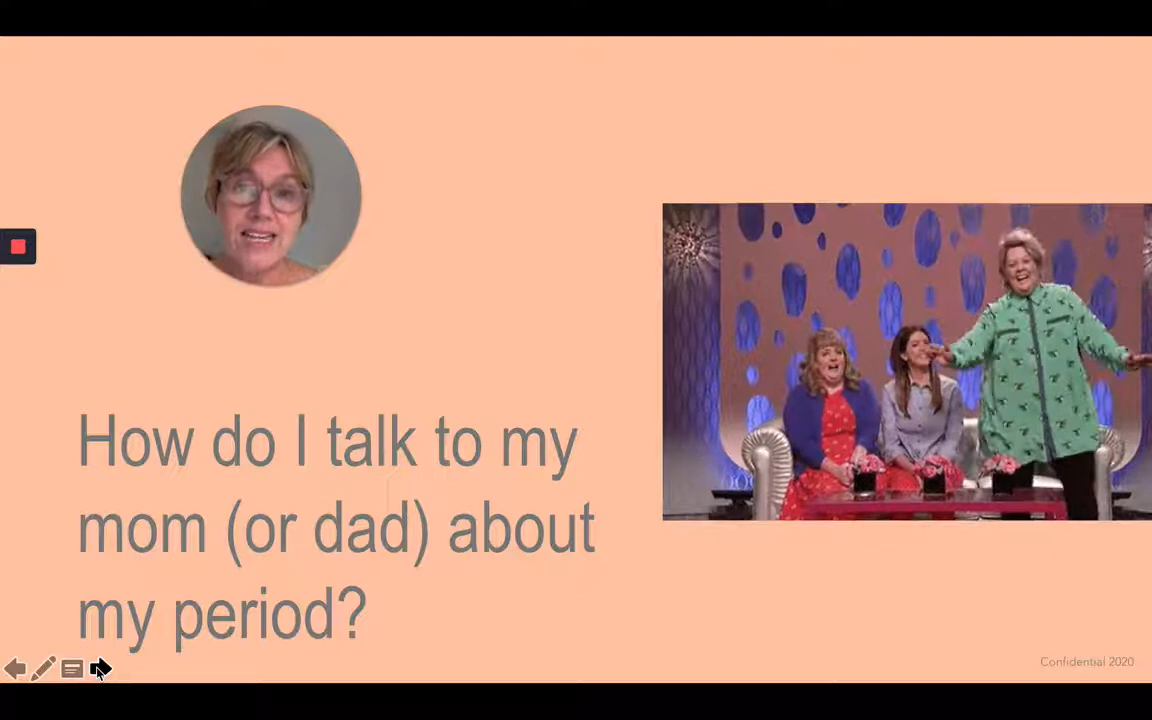 How do I talk to my
mom (or dad) about
my period?
Confidential 2020